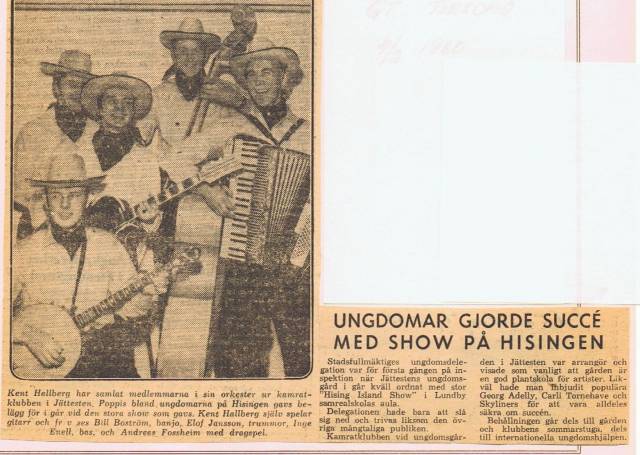 GT
1960
Kent Hallberg har samlat medlemmarna i sin orkester ur kamrat-
klubben i Jättesten. Poppis bland ungdomarna på Hisingen gavs be-
lägg för i går vid den stora show som gavs. Kent Hallberg själv spelar
gitarr och fr v ses Bill Boström, banjo, Elof Jansson, trummor, Inge
Enell, bas, och Andrees Fossheim med dragspel.
UNGDOMAR GJORDE SUCCÉ
MED SHOW PÅ HISINGEN
Stadsfullmäktiges ungdomsdele-
gation var för första gången på in-
spektion när Jättestens ungdoms-
gård i går kväll ordnat med stor
"Hising Island Show" i Lundby
samrealskolas aula.
Delegationen hade bara att slå
sig ned och trivas liksom den öv-
riga mångtaliga publiken.
Kamratklubben vid ungdomsgår-
den i Jättesten var arrangör och
visade som vanligt att gården är
en god plantskola för artister. Lik-
väl hade man inbjudit populära
Georg Adelly, Carli Tornehave och
Skyliners för att vara alldeles
säkra om succén.
Behållningen går dels till gården
och klubbens sommarstuga, dels
till internationella ungdomshjälpen.